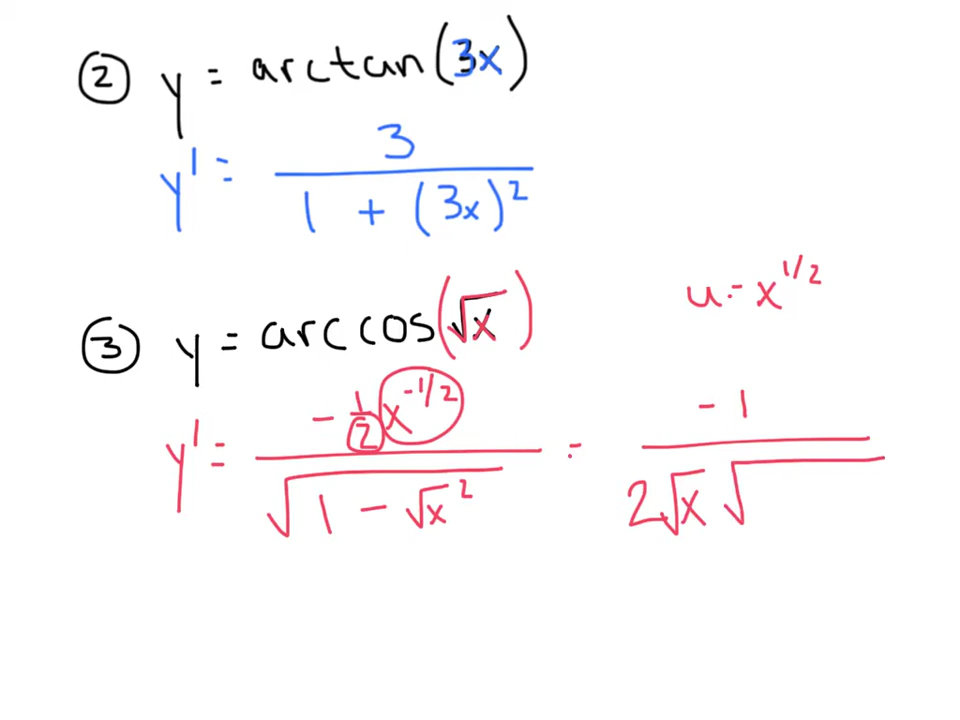 ② y = arctan(3x)
y' = 3 / (1 + (3x)²)
③ y = arccos(√x)
u = x^1/2
y' = -1/2 x^-1/2 / √(1 - √x²) = -1 / (2√x √ )